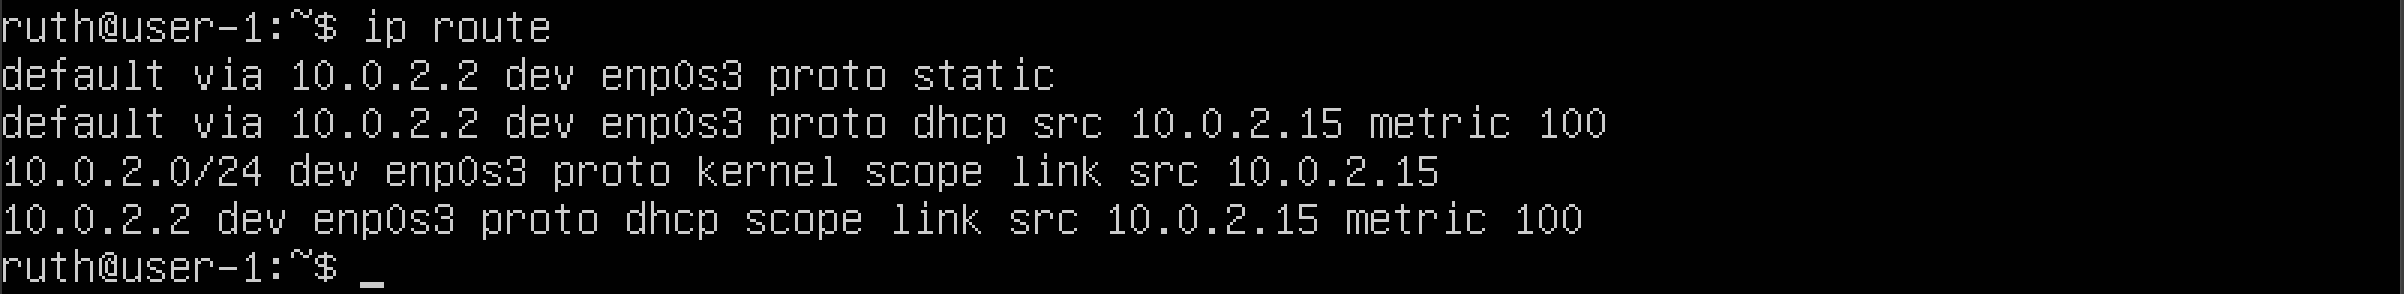 ruth@user-1:~$ ip route
default via 10.0.2.2 dev enp0s3 proto static
default via 10.0.2.2 dev enp0s3 proto dhcp src 10.0.2.15 metric 100
10.0.2.0/24 dev enp0s3 proto kernel scope link src 10.0.2.15
10.0.2.2 dev enp0s3 proto dhcp scope link src 10.0.2.15 metric 100
ruth@user-1:~$ _